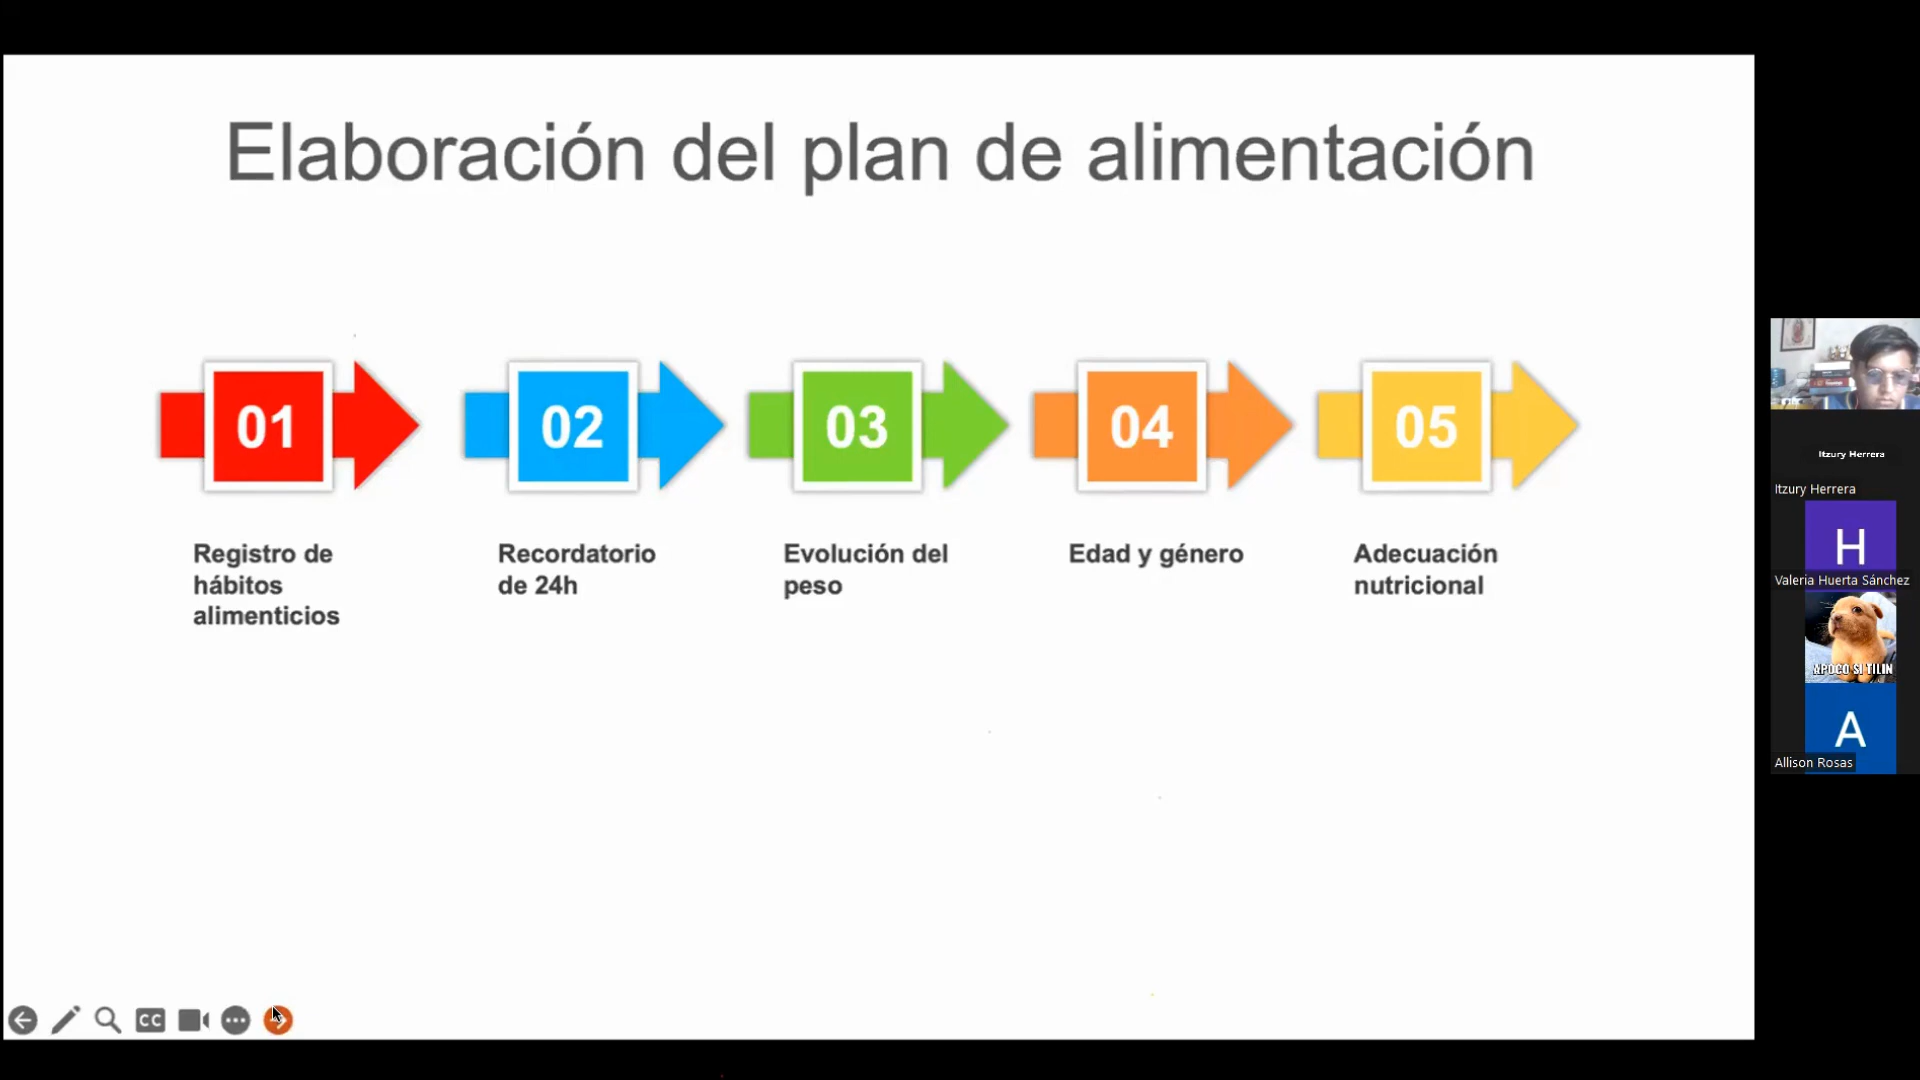 Elaboración del plan de alimentación
01
02
03
04
05
Registro de
hábitos
alimenticios
Recordatorio
de 24h
Evolución del
peso
Edad y género
Adecuación
nutricional
CC
Itzury Herrera
Itzury Herrera
H
Valeria Huerta Sánchez
APOCO SI TILIN
A
Allison Rosas